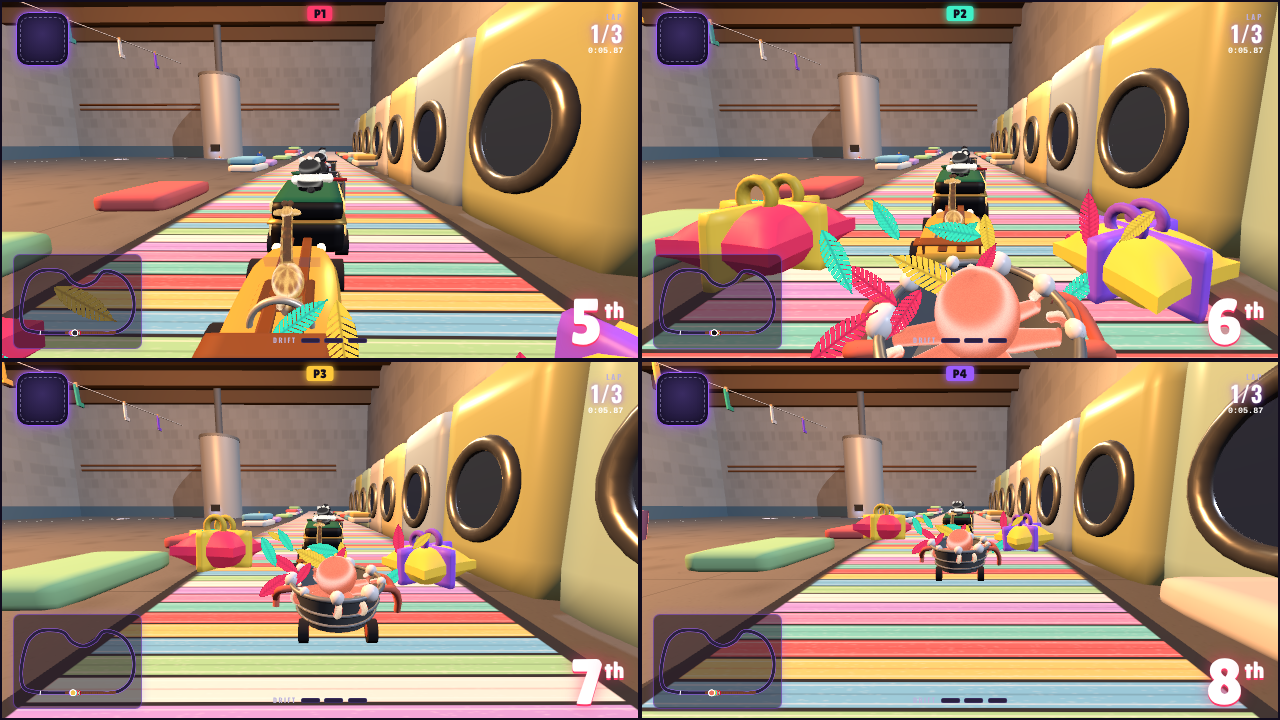 P1
LAP
1/3
0:05.87
DRIFT
5th
P2
LAP
1/3
0:05.87
6th
P3
LAP
1/3
0:05.87
DRIFT
7th
P4
LAP
1/3
0:05.87
8th